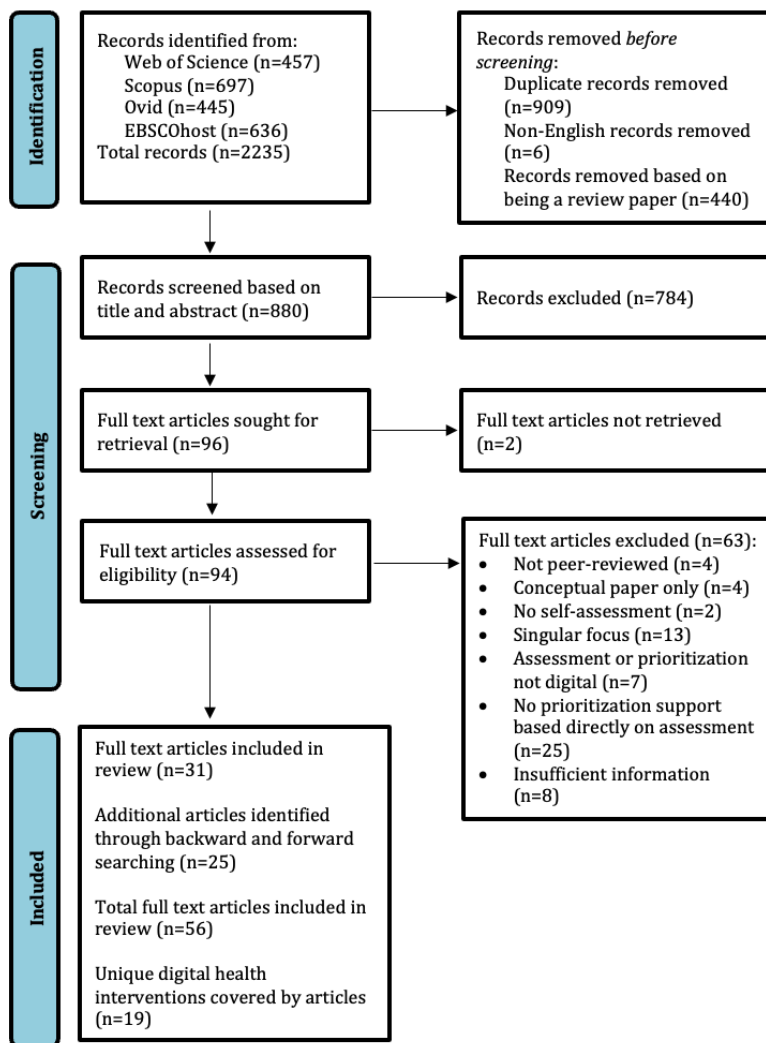 Identification
Records identified from:
Web of Science (n=457)
Scopus (n=697)
Ovid (n=445)
EBSCOhost (n=636)
Total records (n=2235)
Records removed before
screening:
Duplicate records removed
(n=909)
Non-English records removed
(n=6)
Records removed based on
being a review paper (n=440)
Screening
Records screened based on
title and abstract (n=880)
Records excluded (n=784)
Full text articles sought for
retrieval (n=96)
Full text articles not retrieved
(n=2)
Full text articles assessed for
eligibility (n=94)
Full text articles excluded (n=63):
• Not peer-reviewed (n=4)
• Conceptual paper only (n=4)
• No self-assessment (n=2)
• Singular focus (n=13)
• Assessment or prioritization
not digital (n=7)
• No prioritization support
based directly on assessment
(n=25)
• Insufficient information
(n=8)
Included
Full text articles included in
review (n=31)
Additional articles identified
through backward and forward
searching (n=25)
Total full text articles included in
review (n=56)
Unique digital health
interventions covered by articles
(n=19)